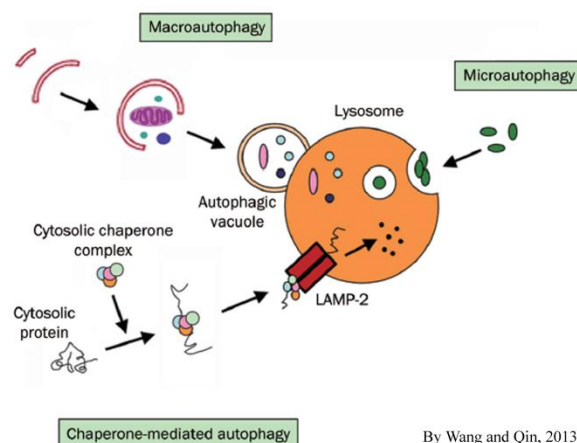 Macroautophagy
Microautophagy
Lysosome
Autophagic
vacuole
Cytosolic chaperone
complex
LAMP-2
Cytosolic
protein
Chaperone-mediated autophagy
By Wang and Qin, 2013